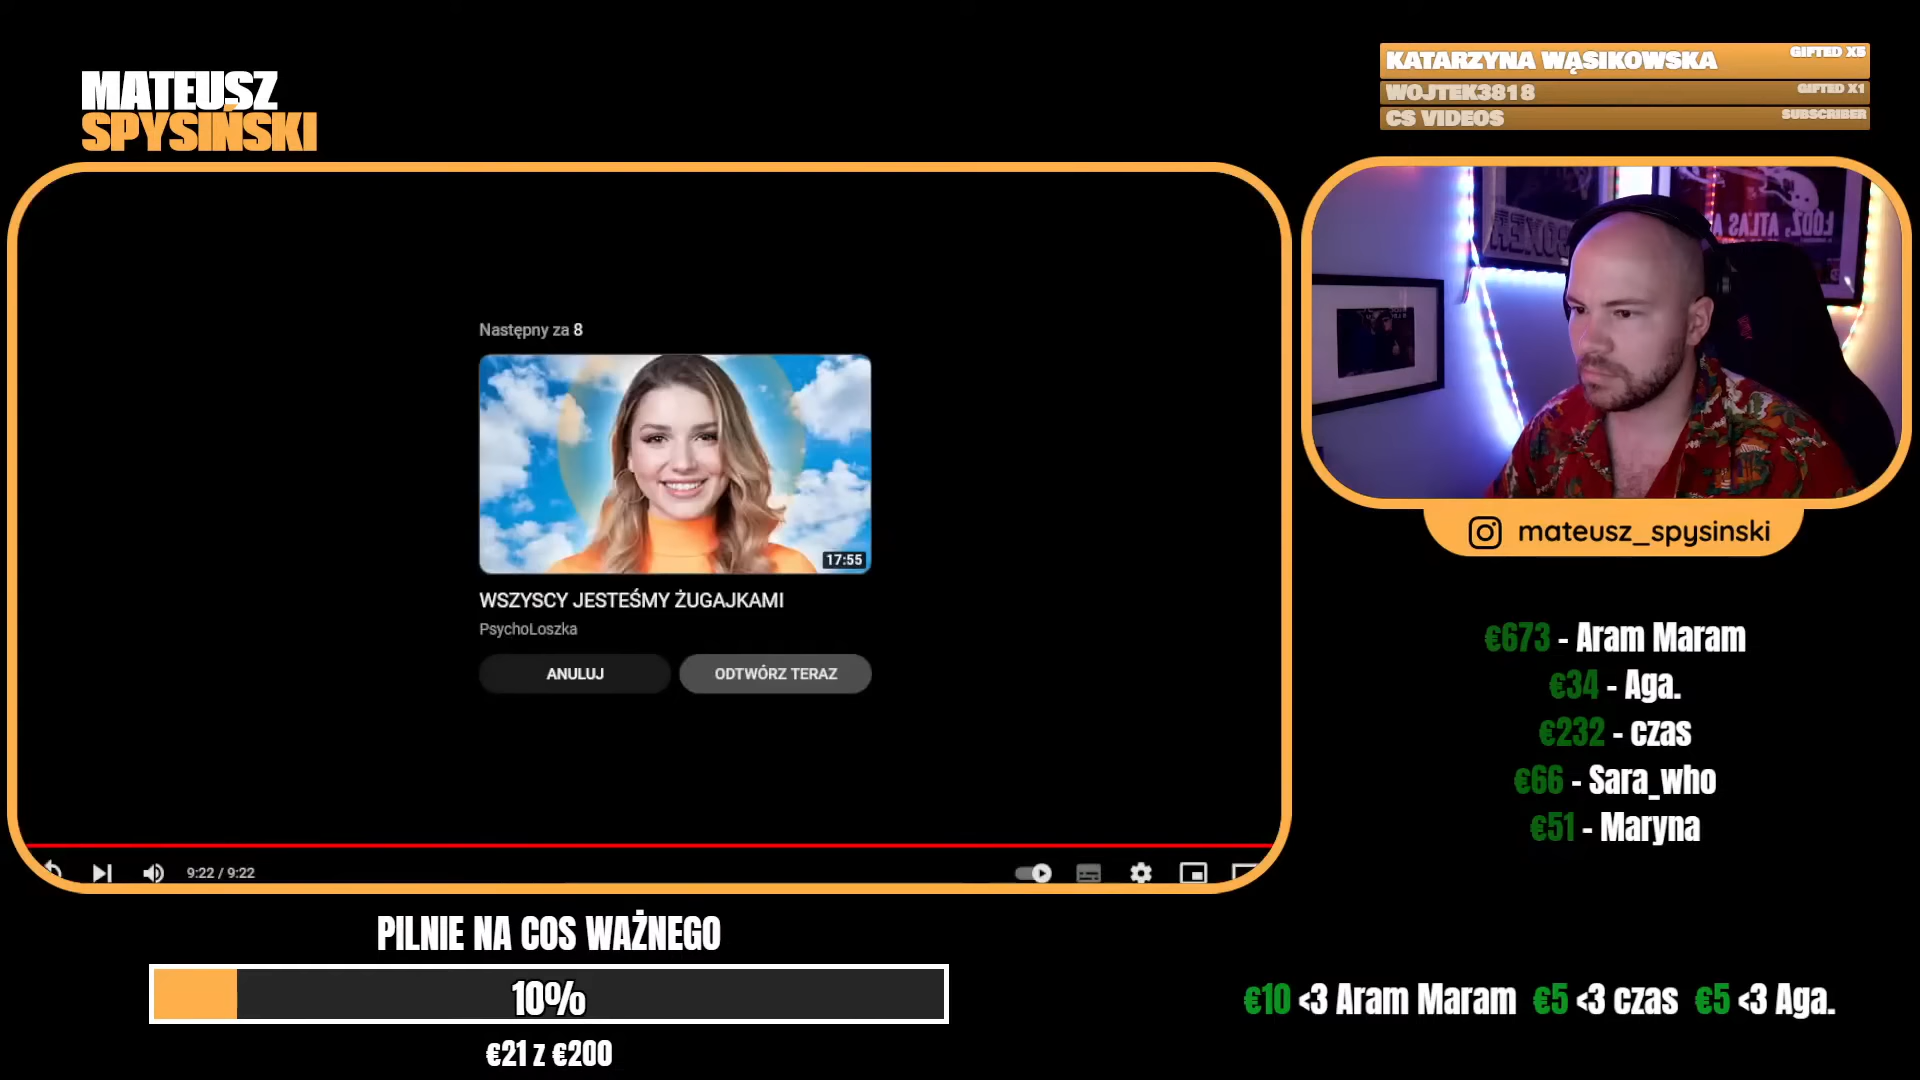 MATEUSZ
SPYSIŃSKI
KATARZYNA WĄSIKOWSKA GIFTED X5
WOJTEK3818 GIFTED X1
CS VIDEOS SUBSCRIBER
Następny za 8
17:55
WSZYSCY JESTEŚMY ŻUGAJKAMI
PsychoLoszka
ANULUJ ODTWÓRZ TERAZ
9:22 / 9:22
ŁÓDŹ, ATLAS A
mateusz_spysinski
€673 - Aram Maram
€34 - Aga.
€232 - czas
€66 - Sara_who
€51 - Maryna
PILNIE NA COS WAŻNEGO
10%
€21 z €200
€10 <3 Aram Maram €5 <3 czas €5 <3 Aga.